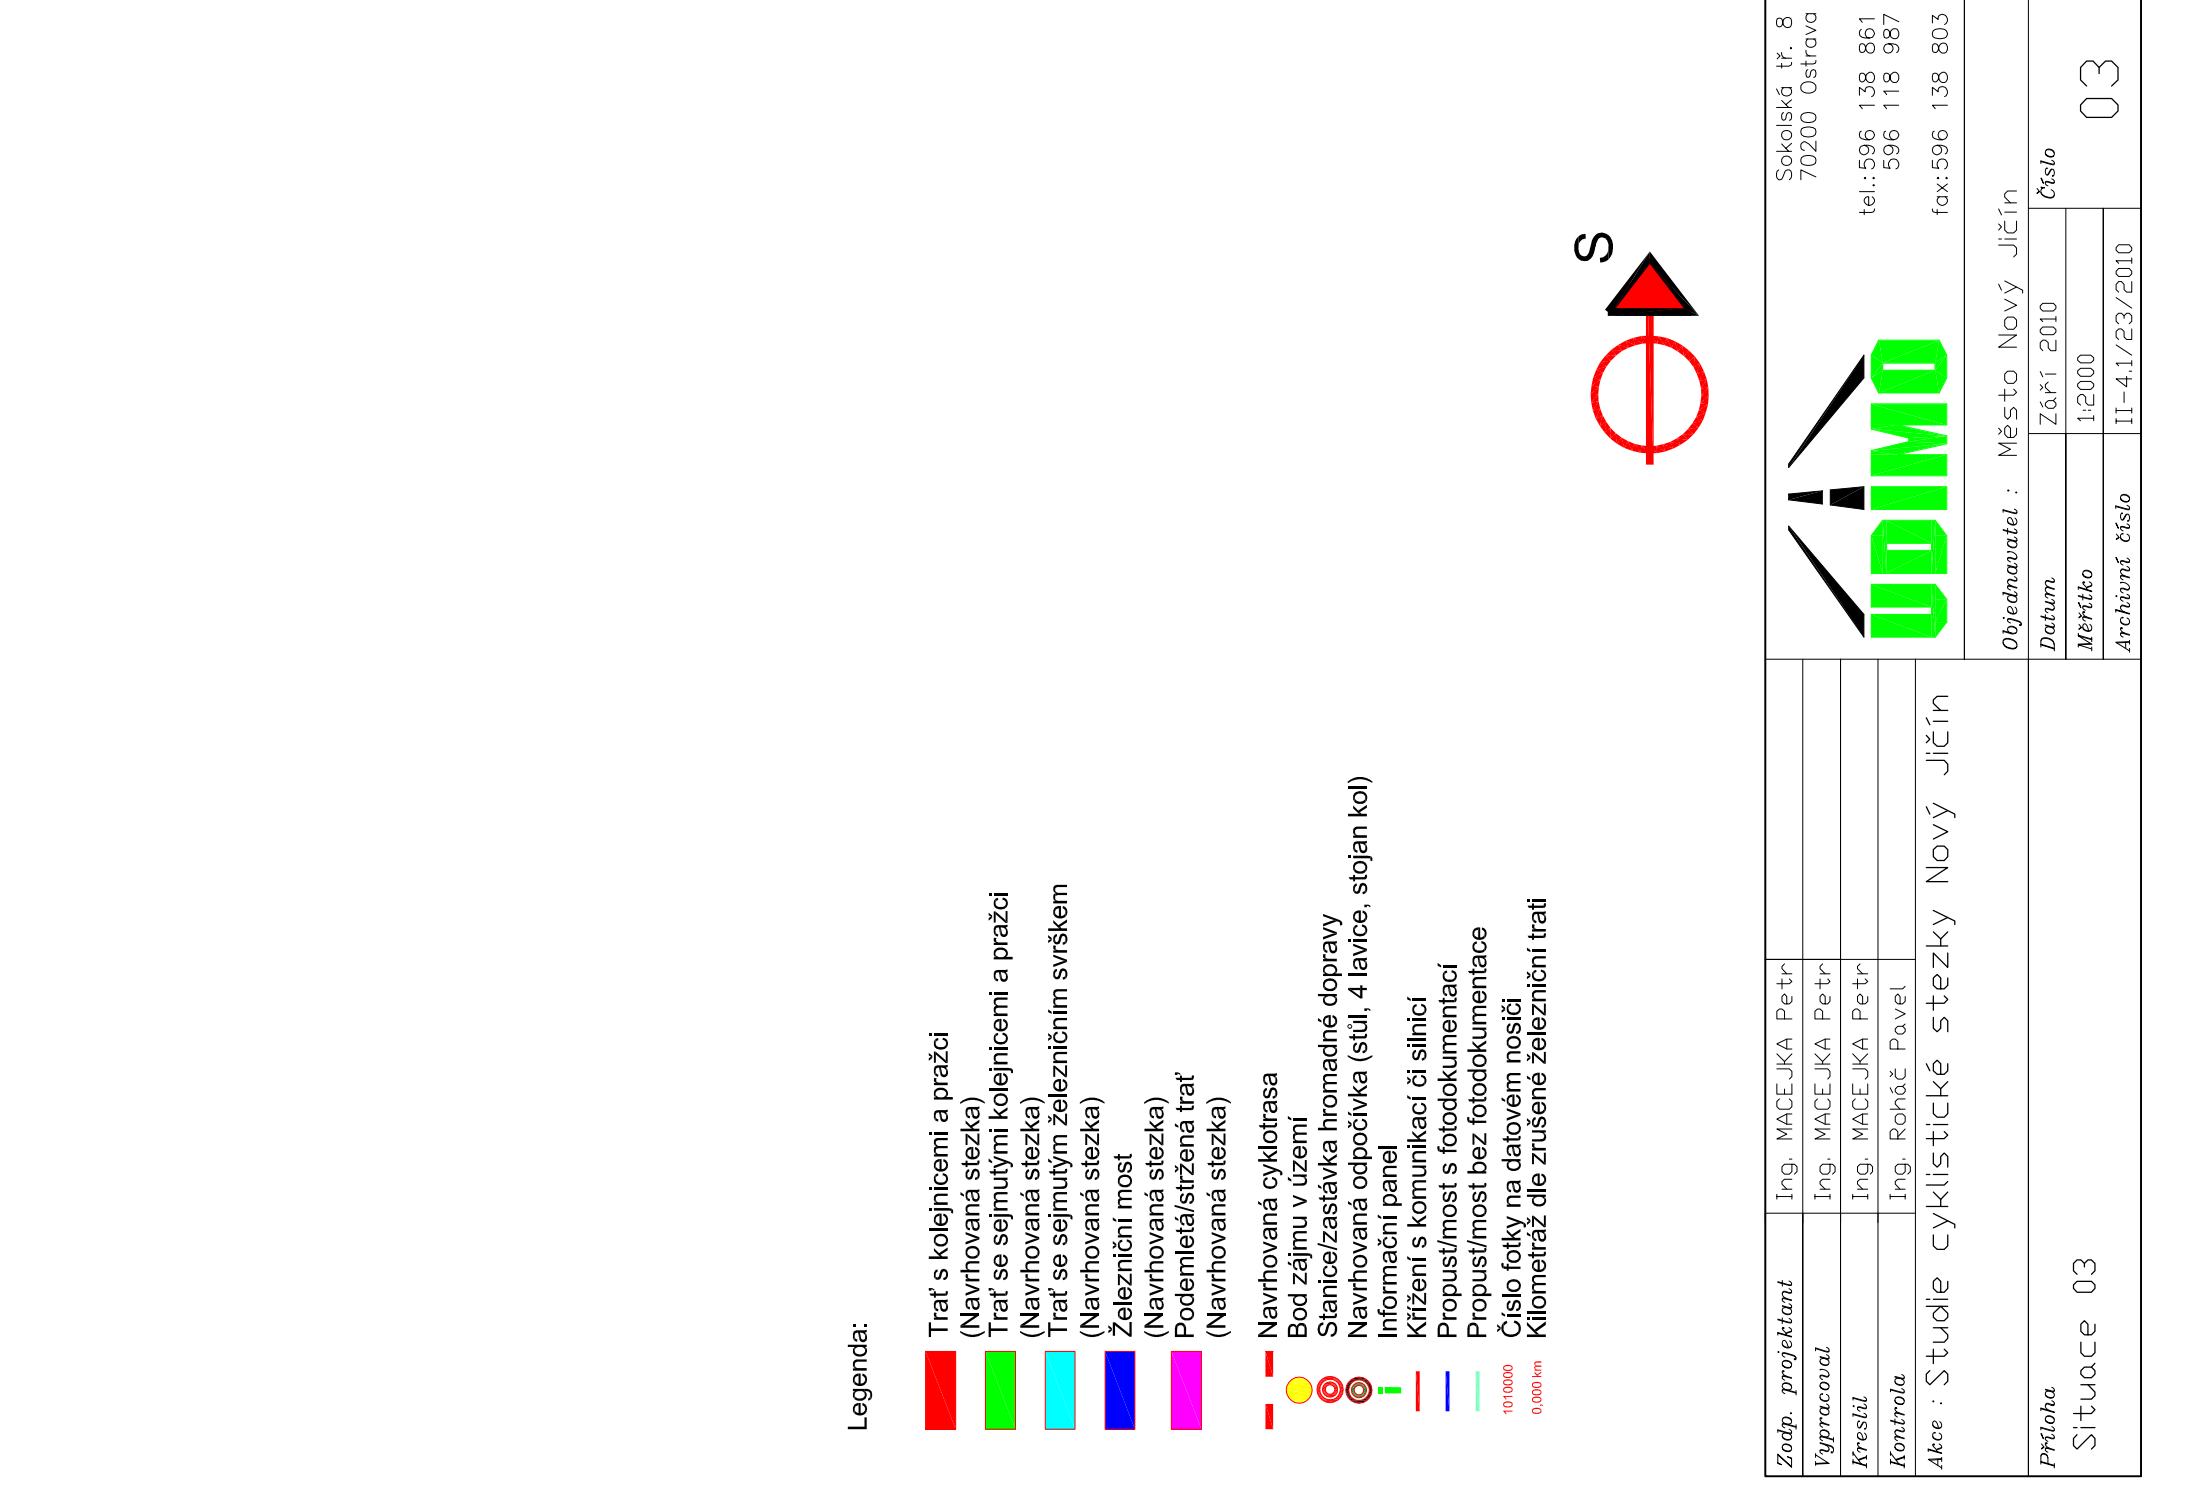 Legenda:
Trať s kolejnicemi a pražci
(Navrhovaná stezka)
Trať se sejmutými kolejnicemi a pražci
(Navrhovaná stezka)
Trať se sejmutým železničním svrškem
(Navrhovaná stezka)
Železniční most
(Navrhovaná stezka)
Podemletá/stržená trať
(Navrhovaná stezka)
Navrhovaná cyklotrasa
Bod zájmu v území
Stanice/zastávka hromadné dopravy
Navrhovaná odpočívka (stůl, 4 lavice, stojan kol)
Informační panel
Křížení s komunikací či silnicí
Propust/most s fotodokumentací
Propust/most bez fotodokumentace
1010000 Číslo fotky na datovém nosiči
0,000 km Kilometráž dle zrušené železniční trati
S
Zodp. projektant Ing. MACEJKA Petr
Vypracoval Ing. MACEJKA Petr
Kreslil Ing. MACEJKA Petr
Kontrola Ing. Roháč Pavel
UDIMO
Sokolská tř. 8
70200 Ostrava
tel.:596 138 861
596 118 987
fax:596 138 803
Akce : Studie cyklistické stezky Nový Jičín
Objednavatel : Město Nový Jičín
Příloha
Situace 03
Datum Září 2010
Měřítko 1:2000
Archivní číslo II-4.1/23/2010
Číslo
03